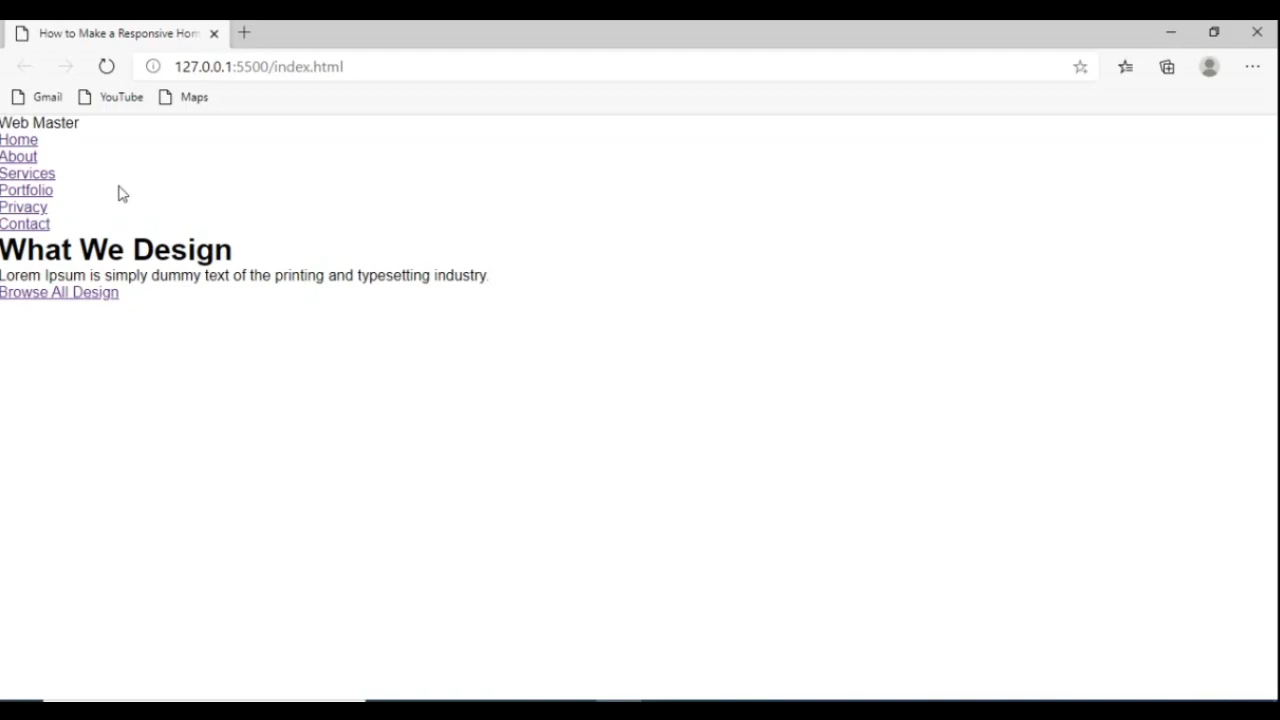 How to Make a Responsive Hom
127.0.0.1:5500/index.html
Gmail YouTube Maps
Web Master
Home
About
Services
Portfolio
Privacy
Contact
What We Design
Lorem Ipsum is simply dummy text of the printing and typesetting industry.
Browse All Design